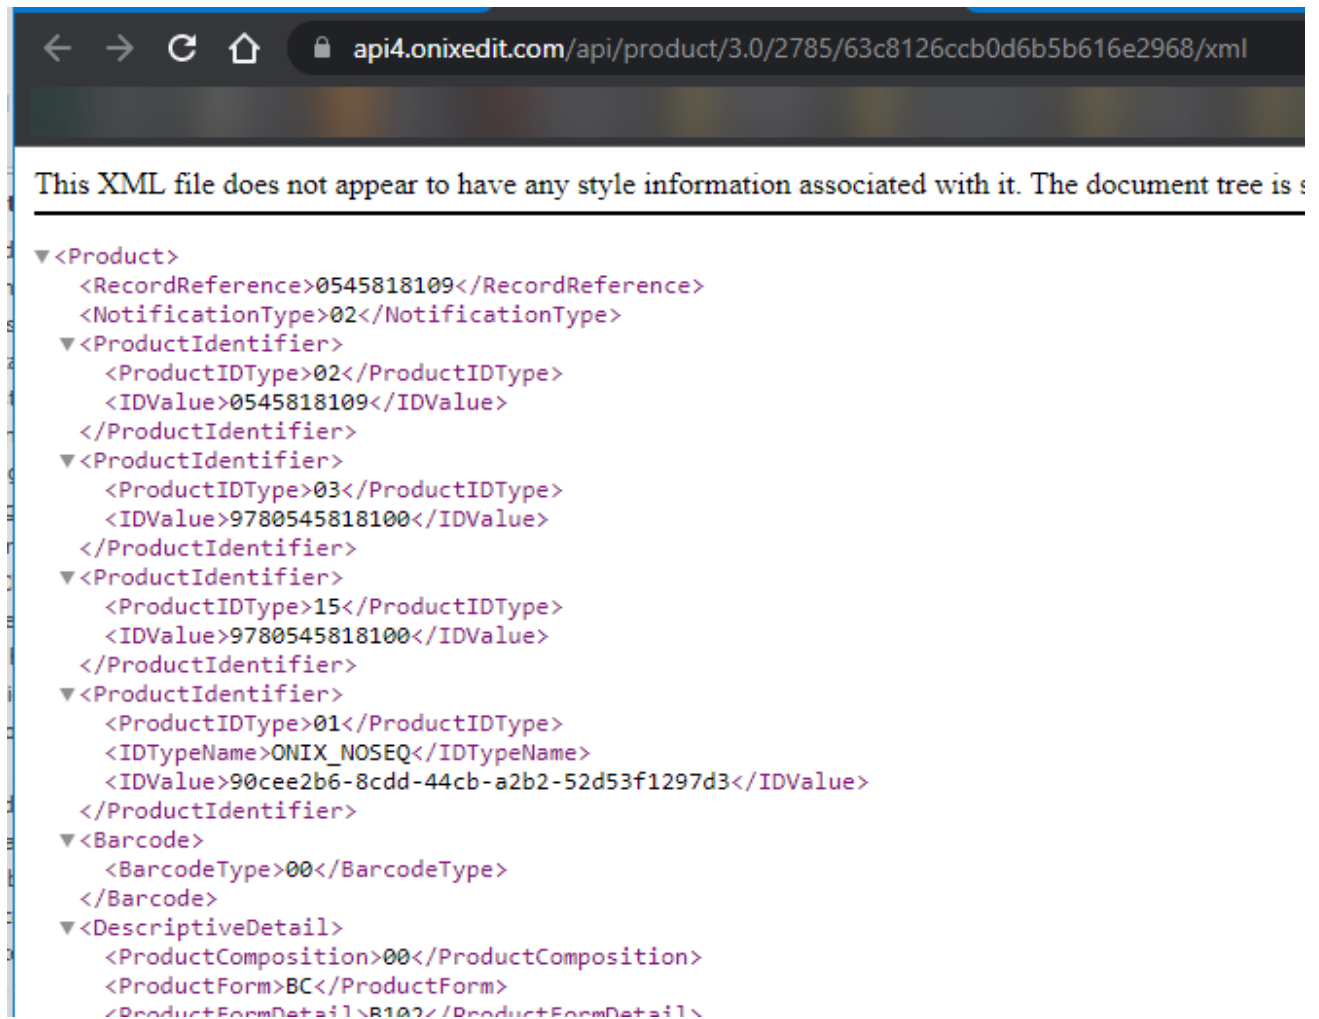 api4.onixedit.com/api/product/3.0/2785/63c8126ccb0d6b5b616e2968/xml
This XML file does not appear to have any style information associated with it. The document tree is
<Product>
<RecordReference>0545818109</RecordReference>
<NotificationType>02</NotificationType>
<ProductIdentifier>
<ProductIDType>02</ProductIDType>
<IDValue>0545818109</IDValue>
</ProductIdentifier>
<ProductIdentifier>
<ProductIDType>03</ProductIDType>
<IDValue>9780545818100</IDValue>
</ProductIdentifier>
<ProductIdentifier>
<ProductIDType>15</ProductIDType>
<IDValue>9780545818100</IDValue>
</ProductIdentifier>
<ProductIdentifier>
<ProductIDType>01</ProductIDType>
<IDTypeName>ONIX_NOSEQ</IDTypeName>
<IDValue>90cee2b6-8cdd-44cb-a2b2-52d53f1297d3</IDValue>
</ProductIdentifier>
<Barcode>
<BarcodeType>00</BarcodeType>
</Barcode>
<DescriptiveDetail>
<ProductComposition>00</ProductComposition>
<ProductForm>BC</ProductForm>
<ProductFormDetail>B102</ProductFormDetail>